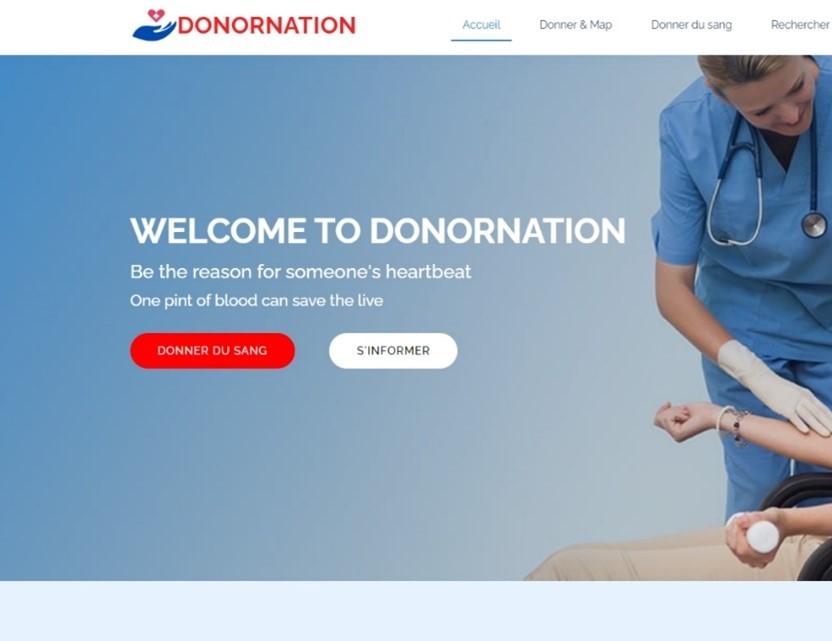 DONORNATION
Accueil
Donner & Map
Donner du sang
Rechercher
WELCOME TO DONORNATION
Be the reason for someone's heartbeat
One pint of blood can save the live
DONNER DU SANG
S'INFORMER